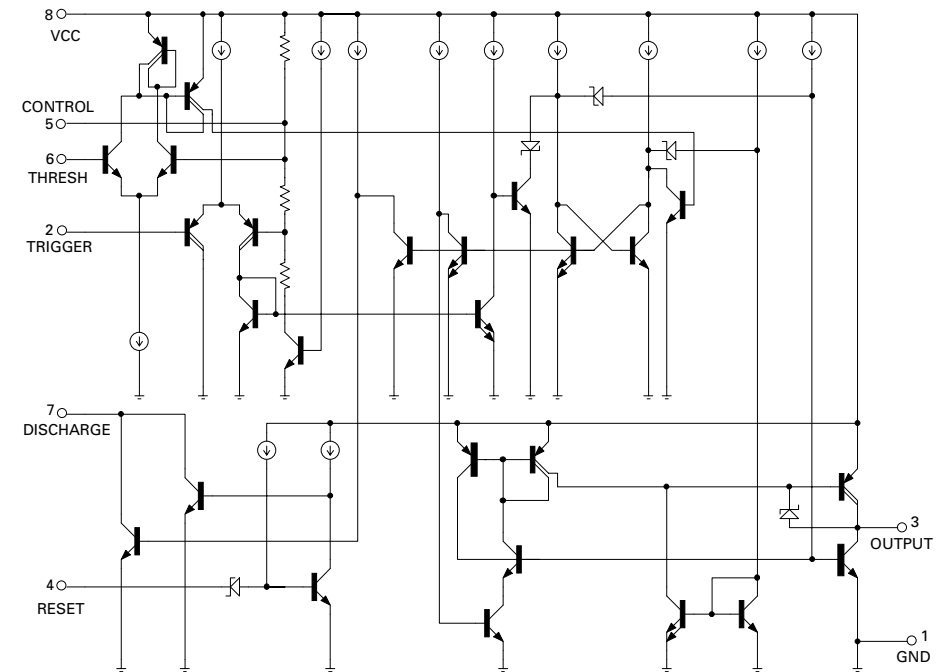 8
VCC
CONTROL
5
6
THRESH
2
TRIGGER
7
DISCHARGE
3
OUTPUT
4
RESET
1
GND